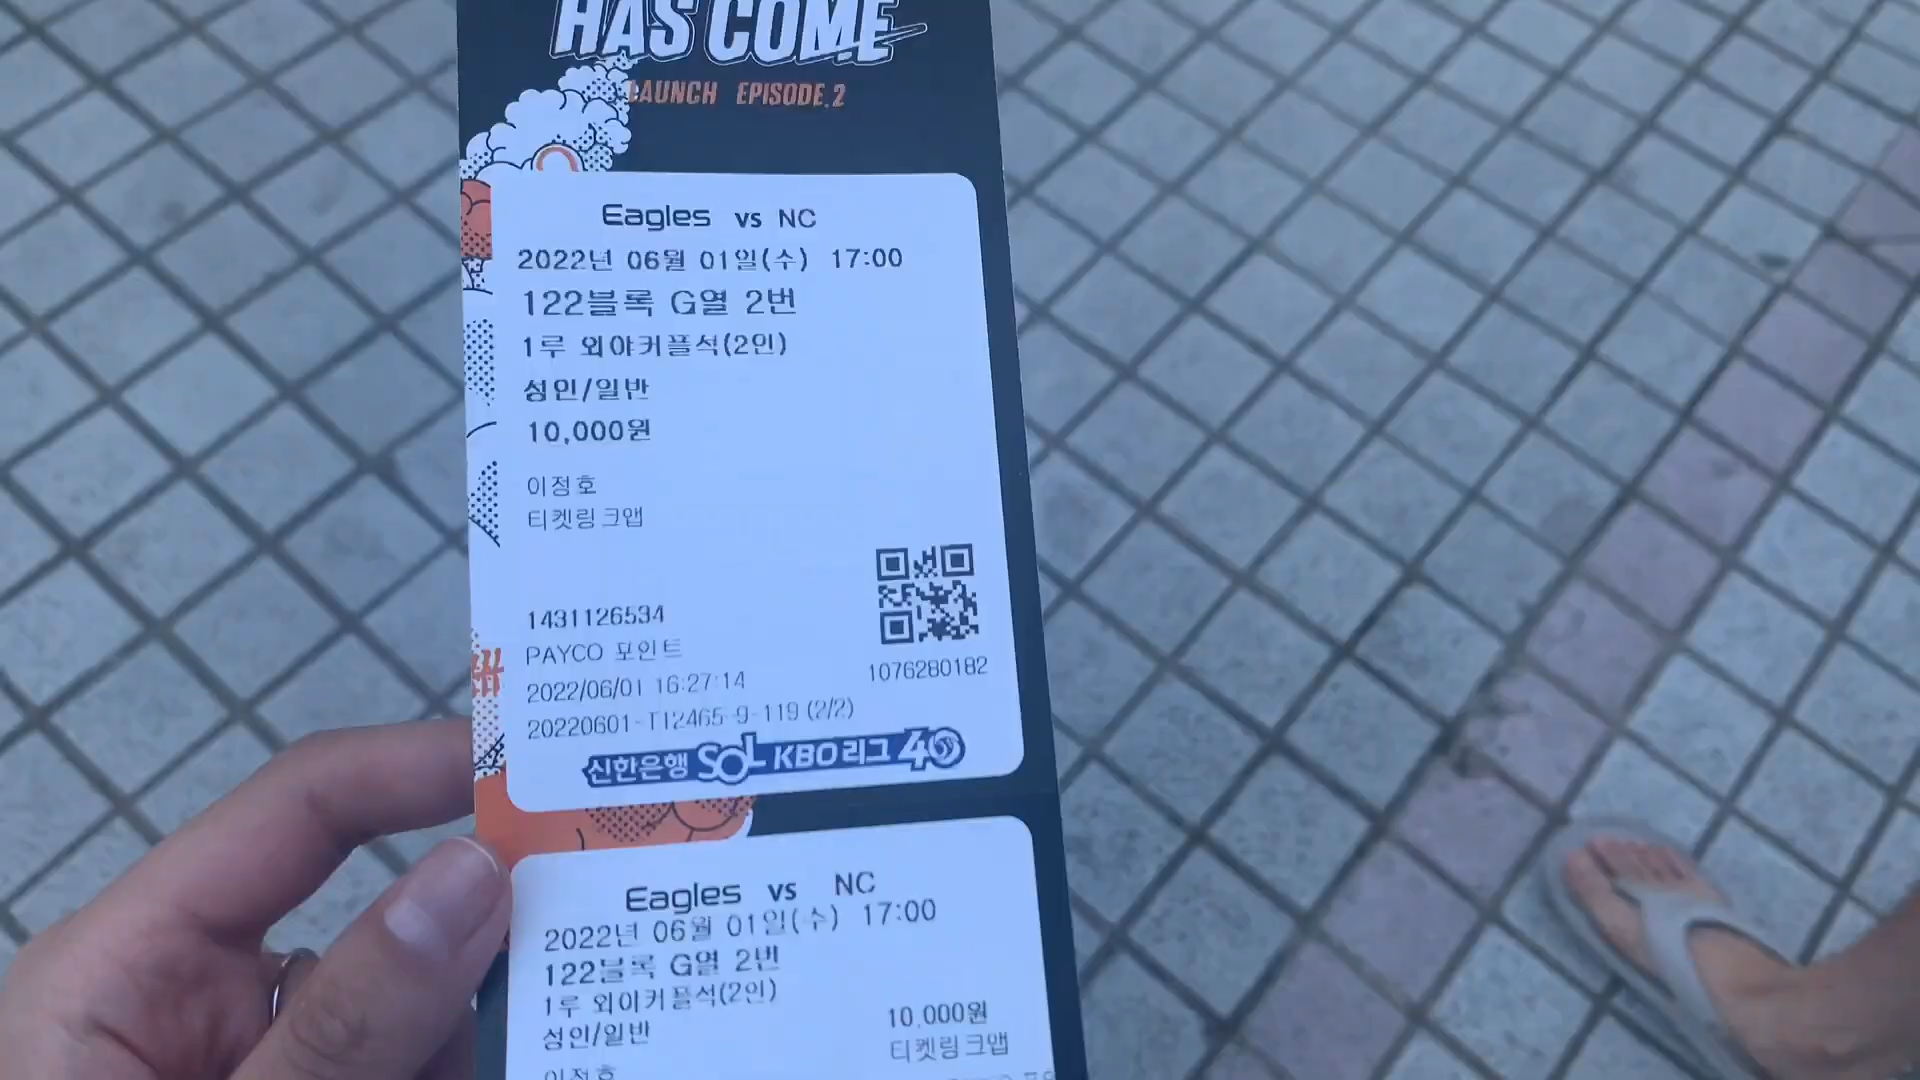 HAS COME
LAUNCH EPISODE.2
Eagles vs NC
2022년 06월 01일(수) 17:00
122블록 G열 2번
1루 외야커플석(2인)
성인/일반
10,000원
이정호
티켓링크앱
1431126534
PAYCO 포인트
2022/06/01 16:27:14
20220601-T12465-9-119 (2/2)
1076280182
신한은행 SOL KBO리그 40
Eagles vs NC
2022년 06월 01일(수) 17:00
122블록 G열 2번
1루 외야커플석(2인)
성인/일반
10,000원
티켓링크앱
이정호